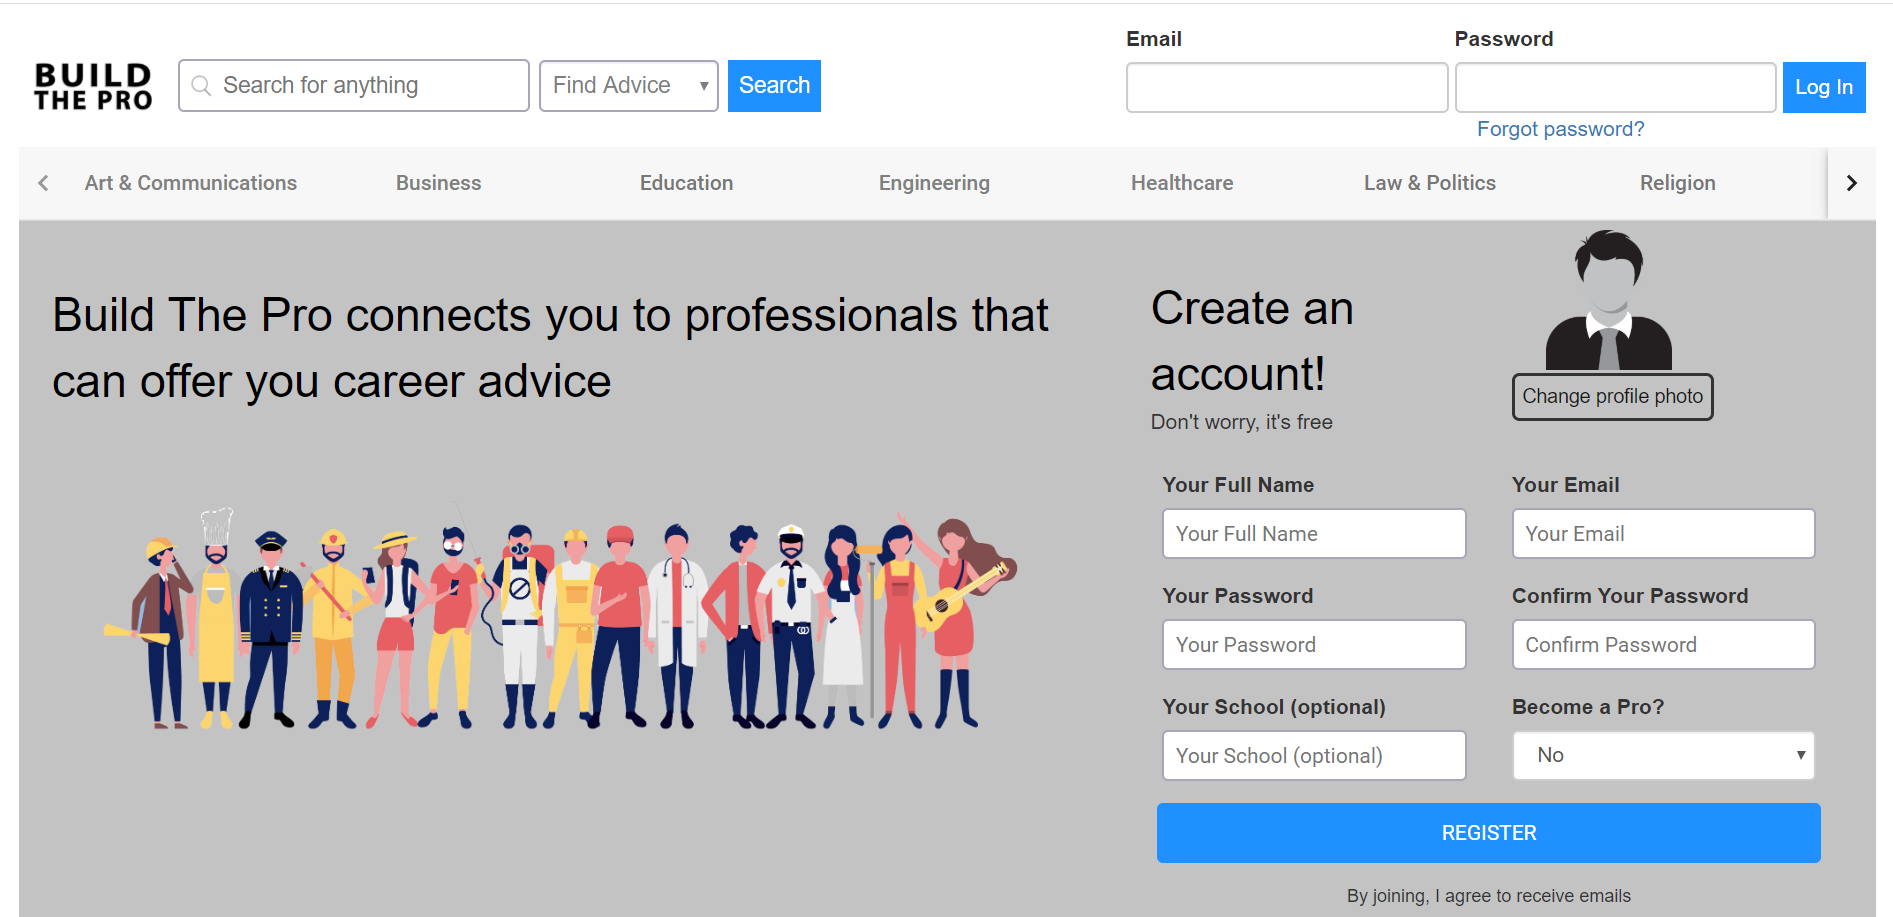 Email
Password
BUILD
THE PRO
Search for anything
Find Advice
Search
Log In
Forgot password?
Art & Communications
Business
Education
Engineering
Healthcare
Law & Politics
Religion
Build The Pro connects you to professionals that
can offer you career advice
Create an
account!
Don't worry, it's free
Change profile photo
Your Full Name
Your Email
Your Full Name
Your Email
Your Password
Confirm Your Password
Your Password
Confirm Password
Your School (optional)
Become a Pro?
Your School (optional)
No
REGISTER
By joining, I agree to receive emails